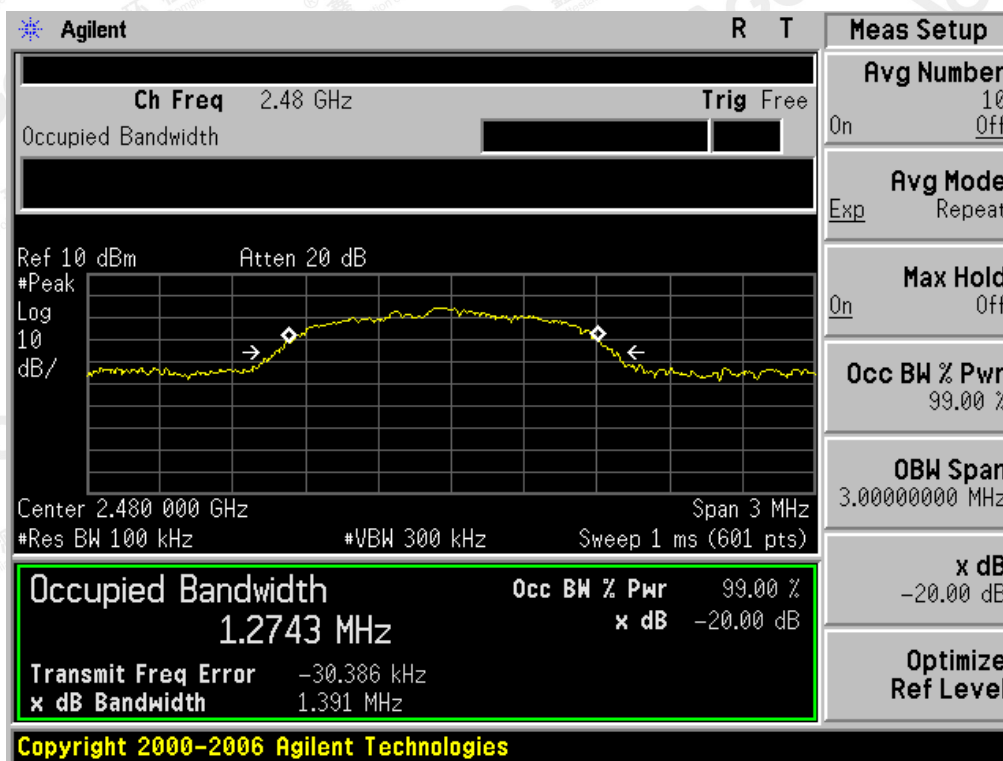 Agilent R T
Ch Freq 2.48 GHz Trig Free
Occupied Bandwidth
Ref 10 dBm Atten 20 dB
#Peak
Log
10
dB/
Center 2.480 000 GHz Span 3 MHz
#Res BW 100 kHz #VBW 300 kHz Sweep 1 ms (601 pts)
Occupied Bandwidth
1.2743 MHz
Occ BW % Pwr 99.00 %
x dB -20.00 dB
Transmit Freq Error -30.386 kHz
x dB Bandwidth 1.391 MHz
Copyright 2000-2006 Agilent Technologies
Meas Setup
Avg Number
10
On Off
Avg Mode
Exp Repeat
Max Hold
On Off
Occ BW % Pwr
99.00 %
OBW Span
3.00000000 MHz
x dB
-20.00 dB
Optimize
Ref Level